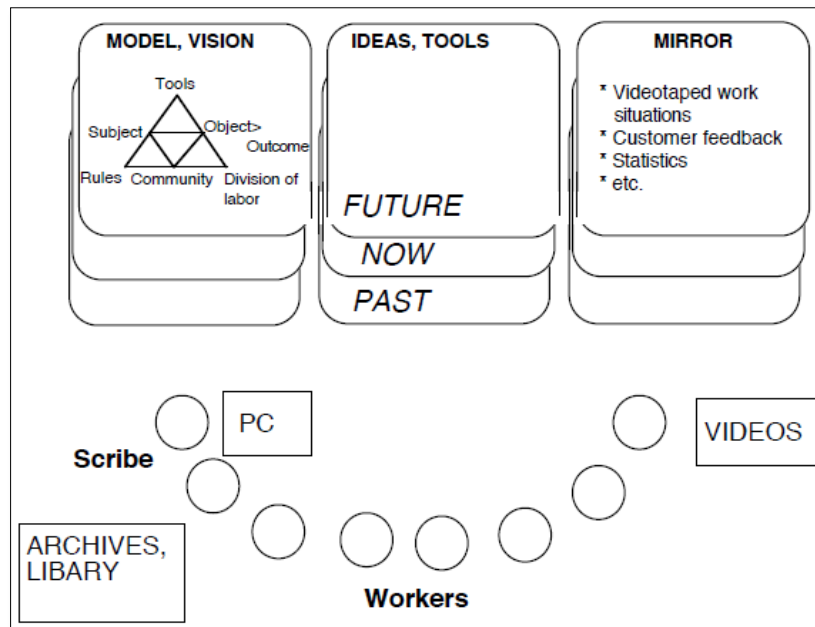 MODEL, VISION
Tools
Subject
Object>
Outcome
Rules
Community
Division of
labor
IDEAS, TOOLS
FUTURE
NOW
PAST
MIRROR
* Videotaped work
situations
* Customer feedback
* Statistics
* etc.
PC
VIDEOS
Scribe
ARCHIVES,
LIBARY
Workers